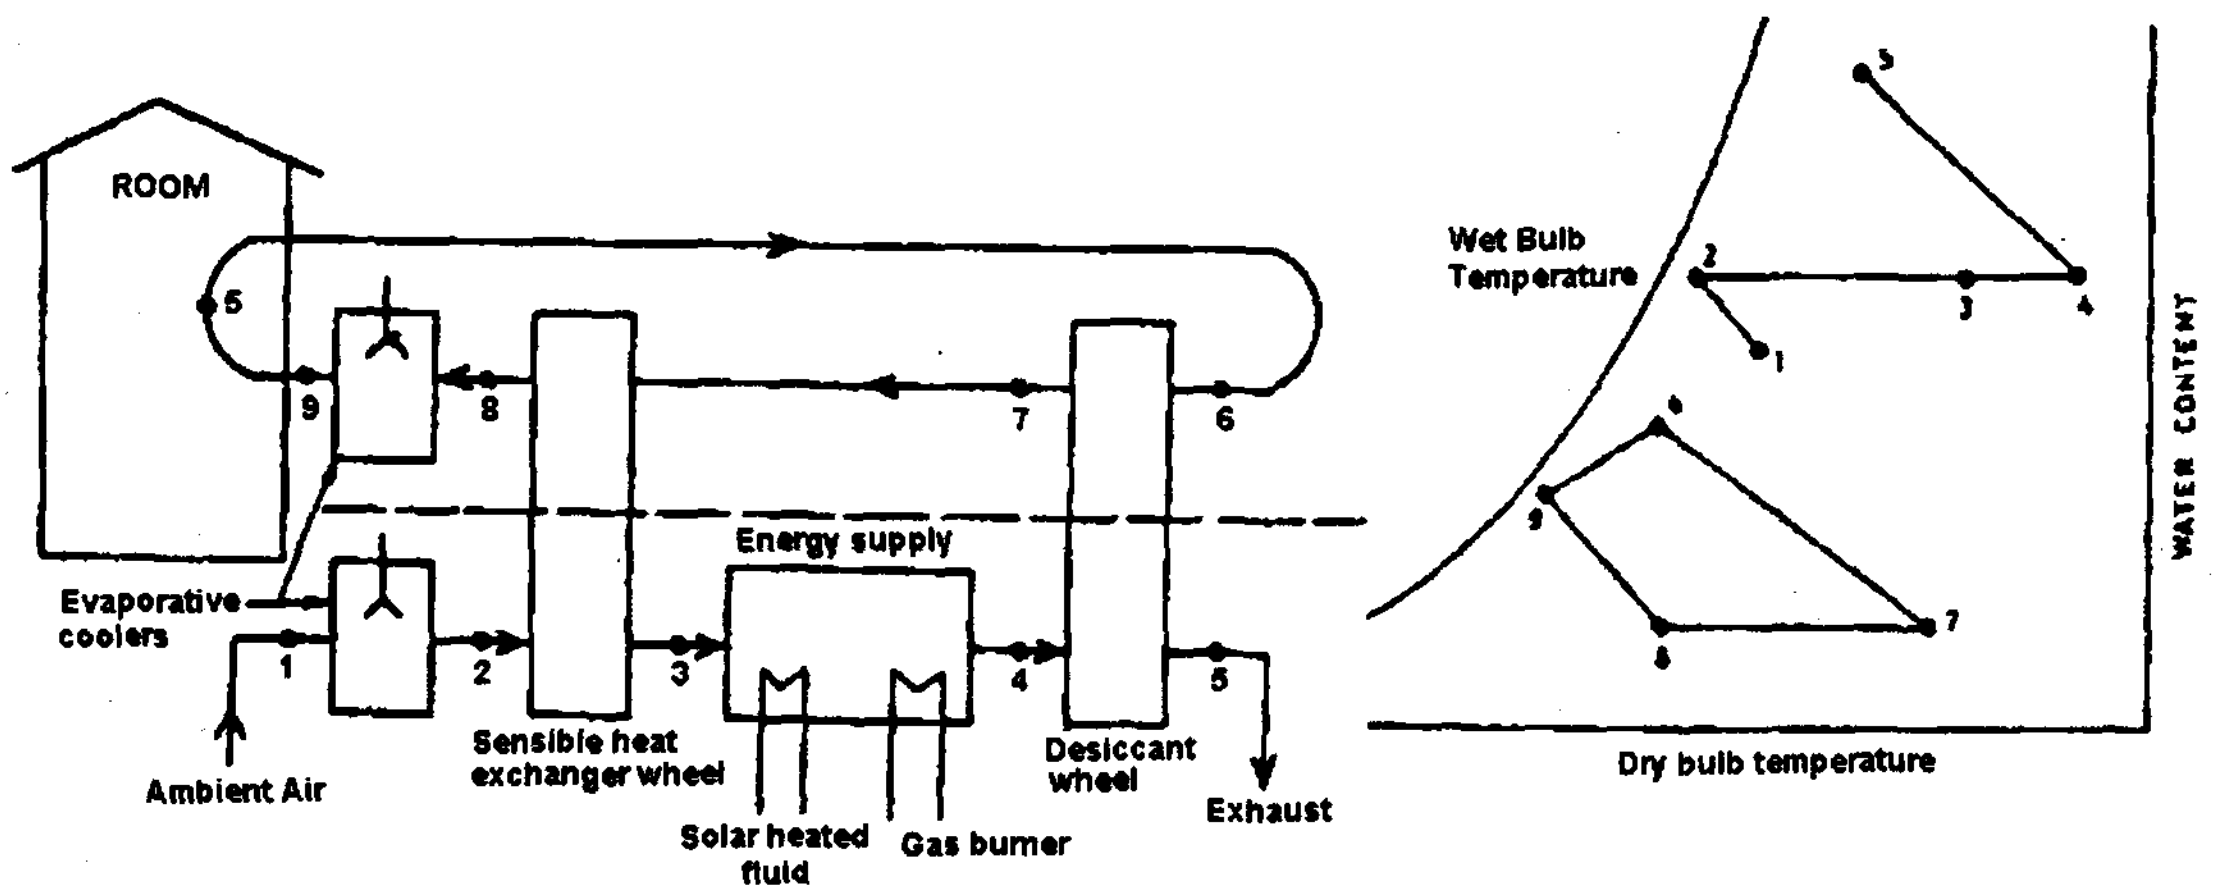 ROOM
5
9
8
7
6
Energy supply
Evaporative
coolers
1
2
3
4
5
Ambient Air
Sensible heat
exchanger wheel
Solar heated
fluid
Gas burner
Desiccant
wheel
Exhaust
5
Wet Bulb
Temperature
2
3
4
1
6
9
8
7
WATER CONTENT
Dry bulb temperature